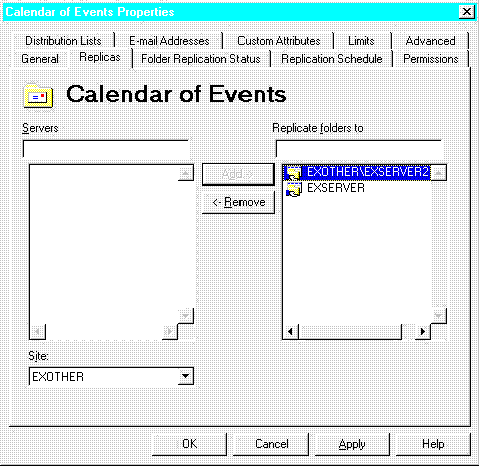 Calendar of Events Properties
Distribution Lists E-mail Addresses Custom Attributes Limits Advanced
General Replicas Folder Replication Status Replication Schedule Permissions
Calendar of Events
Servers Replicate folders to
Add ->
EXOTHER\EXSERVER2
EXSERVER
<- Remove
Site:
EXOTHER
OK Cancel Apply Help